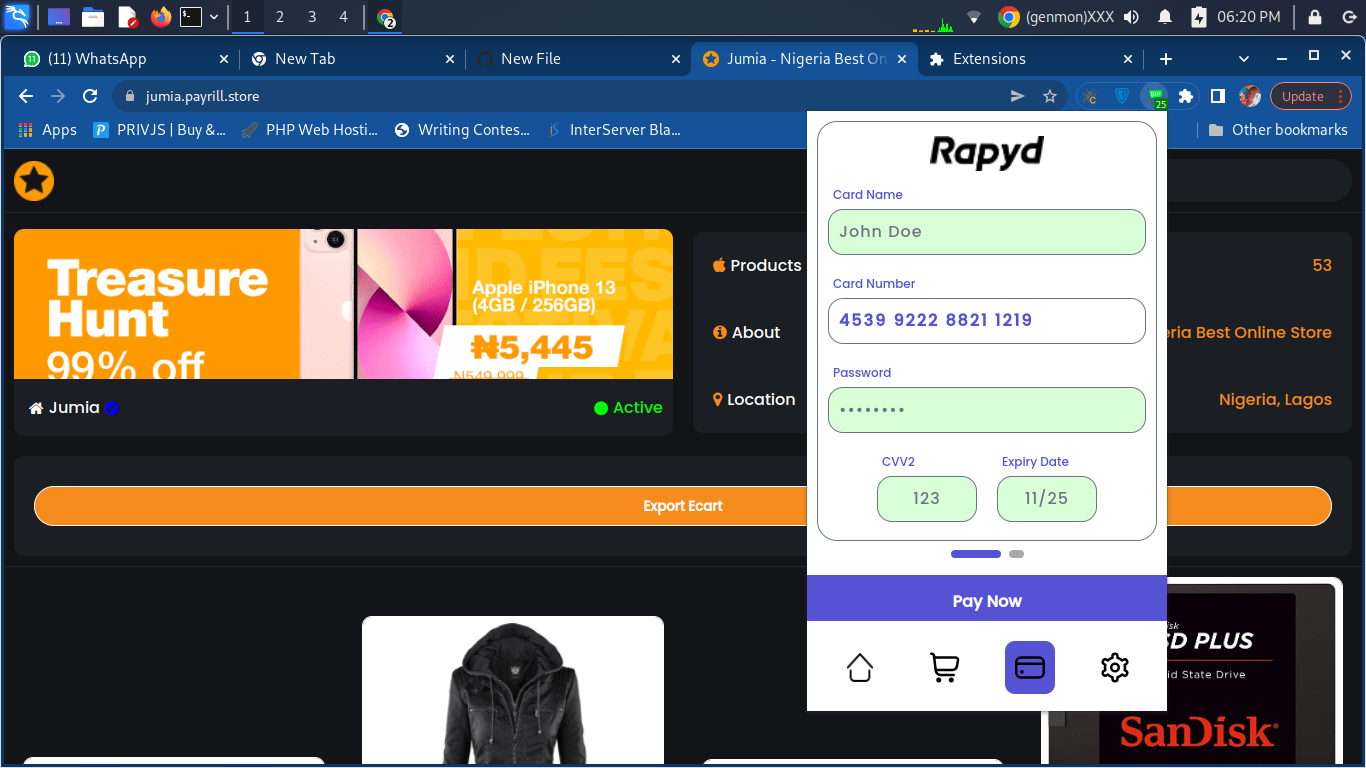 1 2 3 4 2 (genmon)XXX 06:20 PM
(11) WhatsApp New Tab New File Jumia - Nigeria Best On Extensions
jumia.payrill.store 25 Update
Apps PRIVJS | Buy &... PHP Web Hosti... Writing Contes... InterServer Bla... Other bookmarks
Treasure
Hunt
99% off
Apple iPhone 13
(4GB / 256GB)
₦5,445
₦549,999
Jumia Active
Products 53
About eria Best Online Store
Location Nigeria, Lagos
Export Ecart
Rapyd
Card Name
John Doe
Card Number
4539 9222 8821 1219
Password
••••••••
CVV2 Expiry Date
123 11/25
Pay Now
isk
SD PLUS
id State Drive
SanDisk